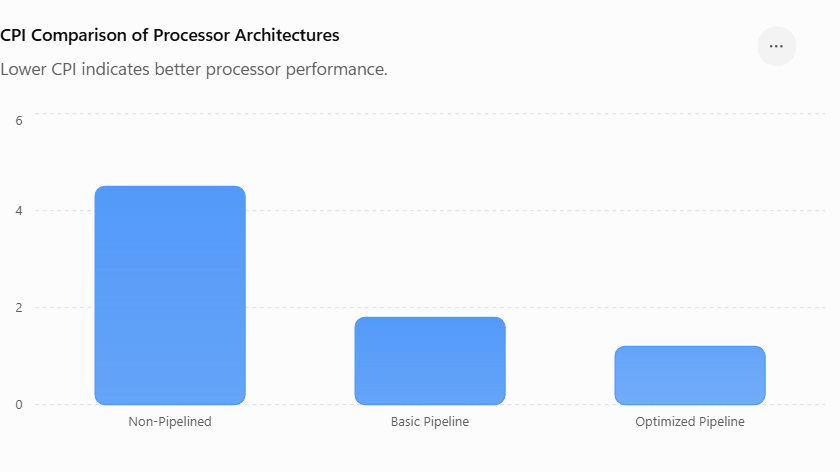 CPI Comparison of Processor Architectures
Lower CPI indicates better processor performance.
6
4
2
0
Non-Pipelined Basic Pipeline Optimized Pipeline